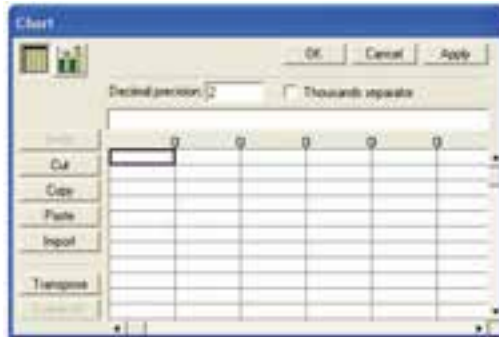 Chart
OK Cancel Apply
Decimal precision: 2 Thousands separator
Cut
Copy
Paste
Import
Transpose